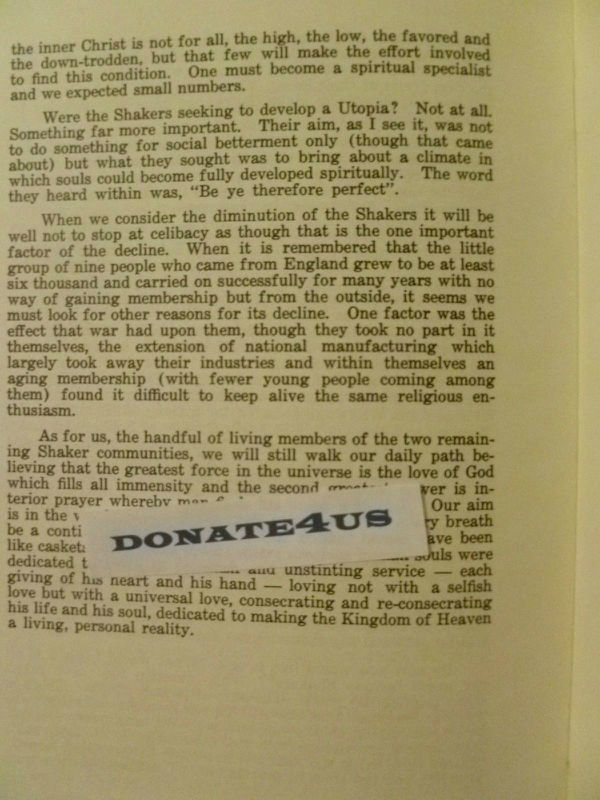 the inner Christ is not for all, the high, the low, the favored and
the down-trodden, but that few will make the effort involved
to find this condition. One must become a spiritual specialist
and we expected small numbers.
Were the Shakers seeking to develop a Utopia? Not at all.
Something far more important. Their aim, as I see it, was not
to do something for social betterment only (though that came
about) but what they sought was to bring about a climate in
which souls could become fully developed spiritually. The word
they heard within was, “Be ye therefore perfect”.
When we consider the diminution of the Shakers it will be
well not to stop at celibacy as though that is the one important
factor of the decline. When it is remembered that the little
group of nine people who came from England grew to be at least
six thousand and carried on successfully for many years with no
way of gaining membership but from the outside, it seems we
must look for other reasons for its decline. One factor was the
effect that war had upon them, though they took no part in it
themselves, the extension of national manufacturing which
largely took away their industries and within themselves an
aging membership (with fewer young people coming among
them) found it difficult to keep alive the same religious en-
thusiasm.
As for us, the handful of living members of the two remain-
ing Shaker communities, we will still walk our daily path be-
lieving that the greatest force in the universe is the love of God
which fills all immensity and the second is in-
terior prayer whereby Our aim
is in the breath
be a have been
like souls were
dedicated and unstinting service — each
DONATE4US
giving of his heart and his hand — loving not with a selfish
love but with a universal love, consecrating and re-consecrating
his life and his soul, dedicated to making the Kingdom of Heaven
a living, personal reality.